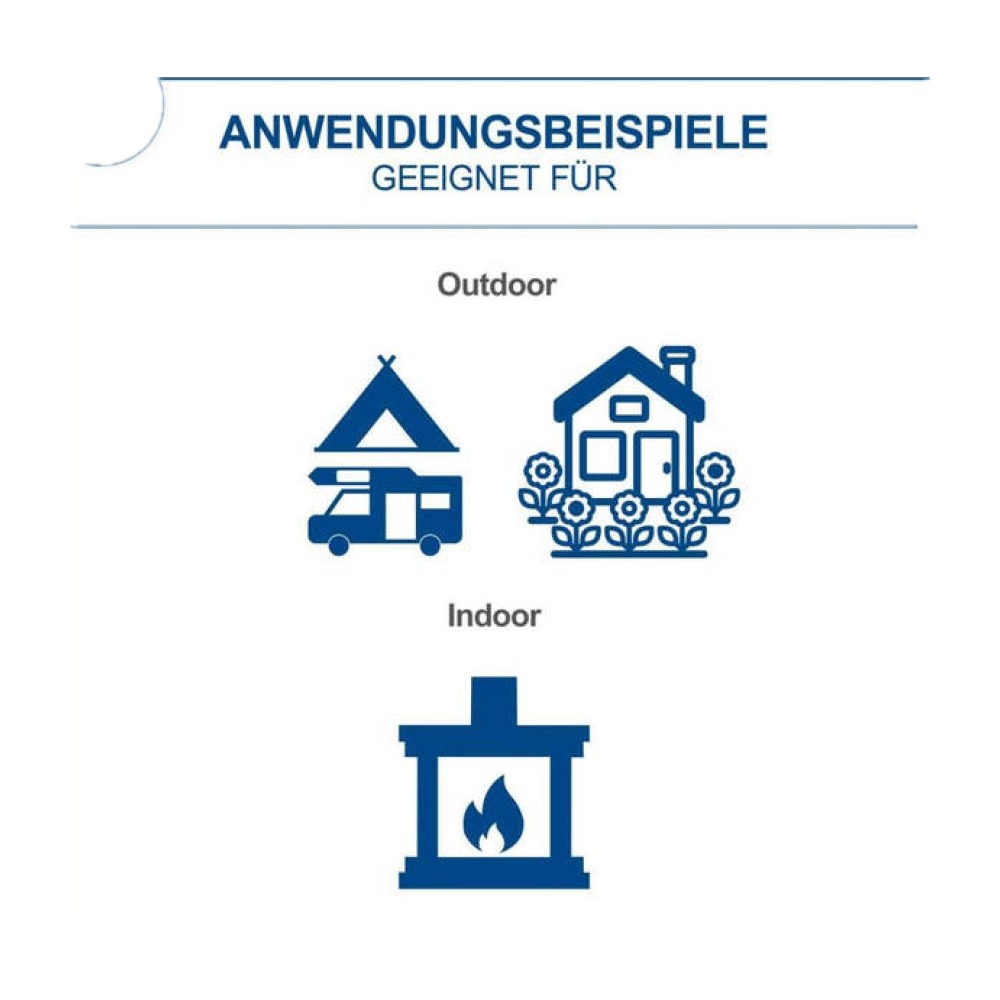 ANWENDUNGSBEISPIELE
GEEIGNET FÜR
Outdoor
Indoor